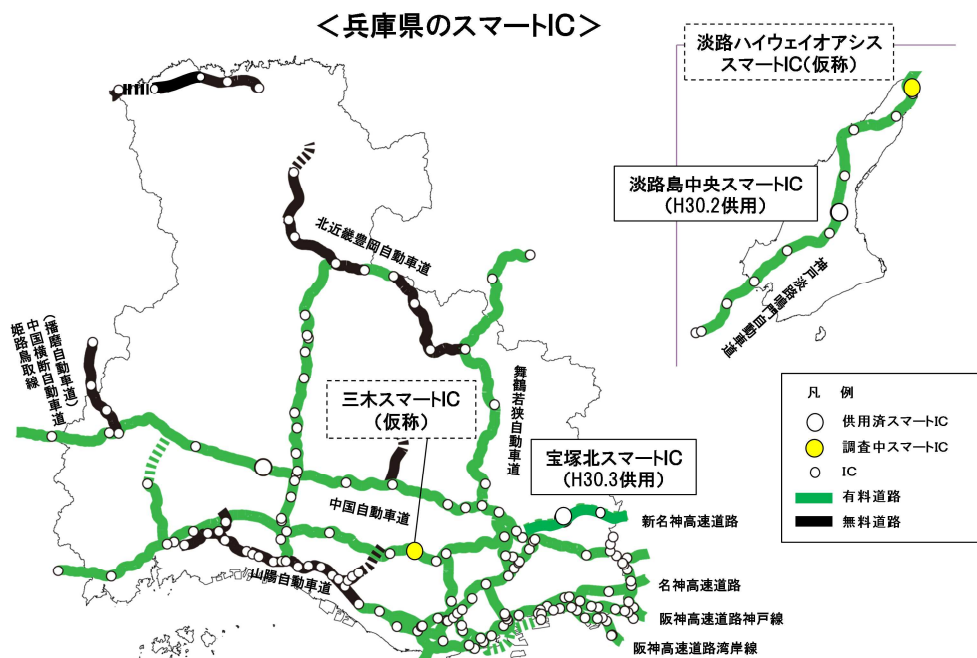 ＜兵庫県のスマートIC＞
淡路ハイウェイオアシス
スマートIC(仮称)
淡路島中央スマートIC
(H30.2供用)
神戸淡路鳴門自動車道
北近畿豊岡自動車道
(播磨自動車道)
中国横断自動車道
姫路鳥取線
舞鶴若狭自動車道
三木スマートIC
(仮称)
宝塚北スマートIC
(H30.3供用)
中国自動車道
新名神高速道路
山陽自動車道
名神高速道路
阪神高速道路神戸線
阪神高速道路湾岸線
凡 例
供用済スマートIC
調査中スマートIC
IC
有料道路
無料道路